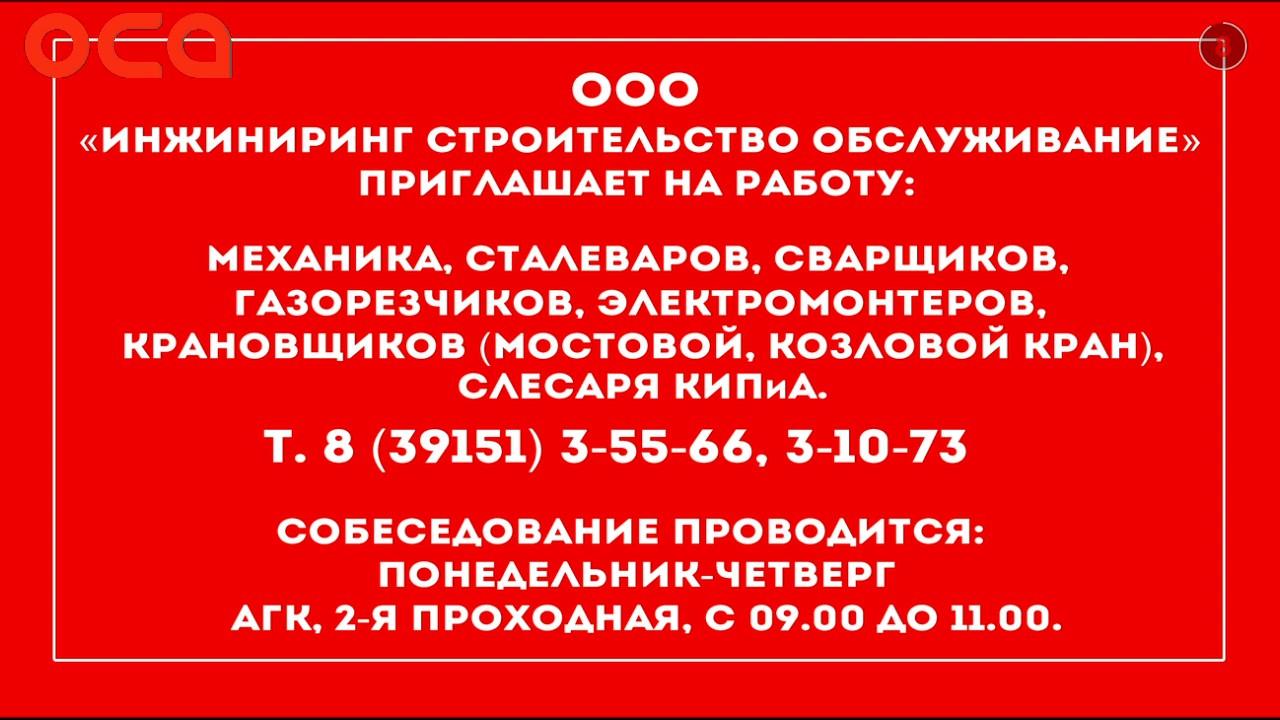 оса
8
ООО
«ИНЖИНИРИНГ СТРОИТЕЛЬСТВО ОБСЛУЖИВАНИЕ»
ПРИГЛАШАЕТ НА РАБОТУ:
МЕХАНИКА, СТАЛЕВАРОВ, СВАРЩИКОВ,
ГАЗОРЕЗЧИКОВ, ЭЛЕКТРОМОНТЕРОВ,
КРАНОВЩИКОВ (МОСТОВОЙ, КОЗЛОВОЙ КРАН),
СЛЕСАРЯ КИПиА.
Т. 8 (39151) 3-55-66, 3-10-73
СОБЕСЕДОВАНИЕ ПРОВОДИТСЯ:
ПОНЕДЕЛЬНИК-ЧЕТВЕРГ
АГК, 2-Я ПРОХОДНАЯ, С 09.00 ДО 11.00.